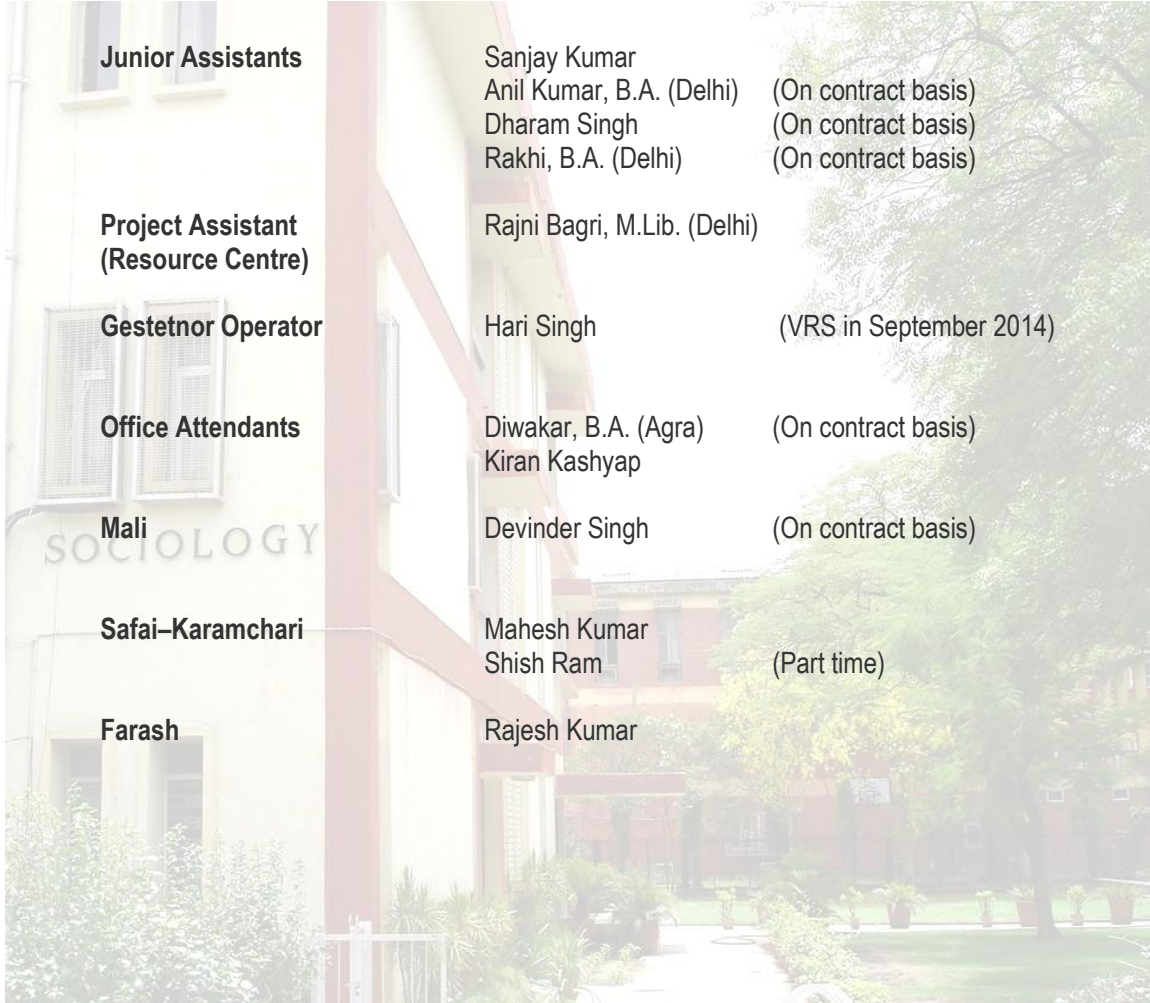 Junior Assistants Sanjay Kumar
Anil Kumar, B.A. (Delhi) (On contract basis)
Dharam Singh (On contract basis)
Rakhi, B.A. (Delhi) (On contract basis)
Project Assistant Rajni Bagri, M.Lib. (Delhi)
(Resource Centre)
Gestetnor Operator Hari Singh (VRS in September 2014)
Office Attendants Diwakar, B.A. (Agra) (On contract basis)
Kiran Kashyap
Mali Devinder Singh (On contract basis)
SOCIOLOGY
Safai–Karamchari Mahesh Kumar
Shish Ram (Part time)
Farash Rajesh Kumar